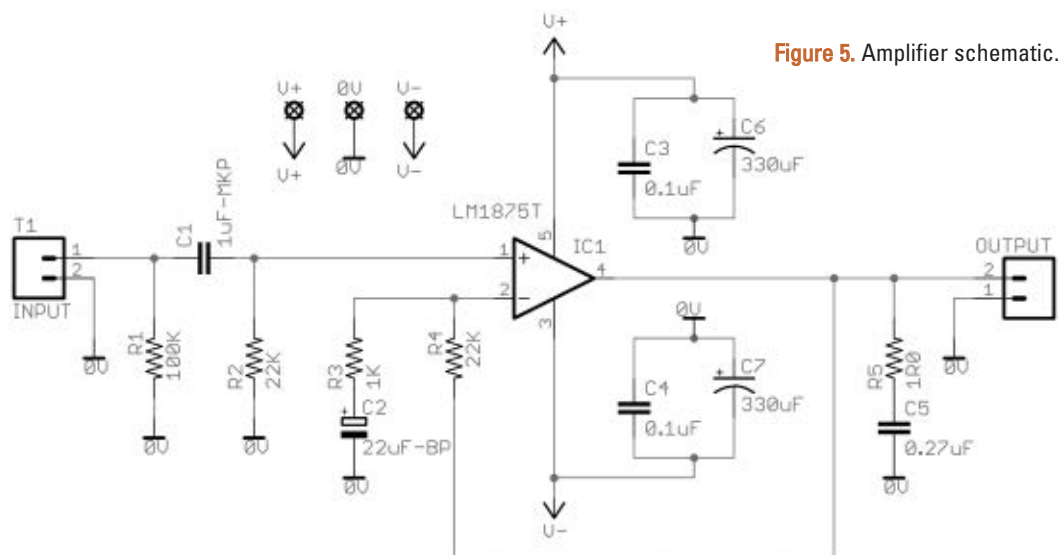 V+
Figure 5. Amplifier schematic.
V+ 0V V-
V+ 0V V-
C6
330uF
C3
0.1uF
0V
T1
1
2
INPUT
C1
1uF-MKP
LM1875T
5
IC1
1
+
2
−
4
3
OUTPUT
2
1
0V
R1
100K
0V
R2
22K
0V
R3
1K
+
C2
22uF-BP
0V
R4
22K
0V
+
C7
330uF
C4
0.1uF
V-
R5
1R0
C5
0.27uF
0V
0V
+